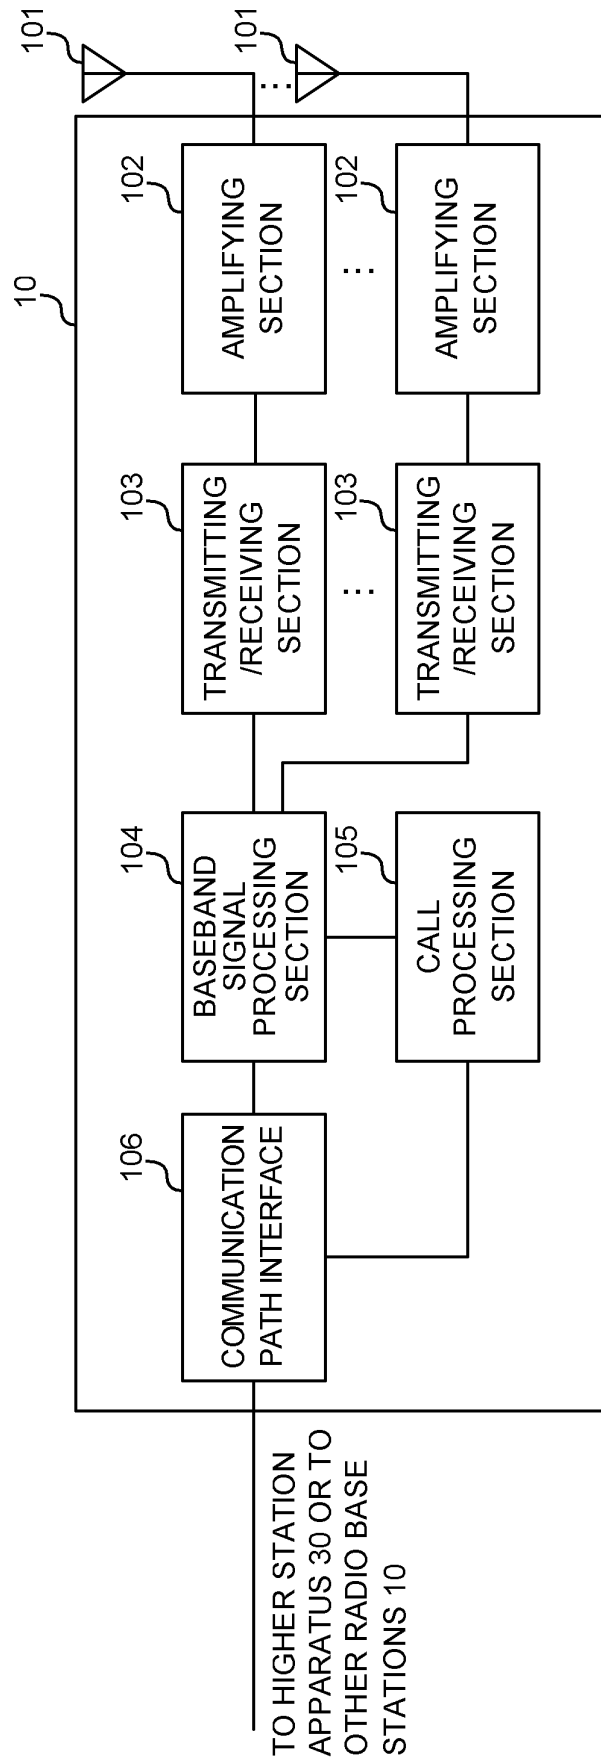 10
101
...
101
102
AMPLIFYING
SECTION
...
102
AMPLIFYING
SECTION
103
TRANSMITTING
/RECEIVING
SECTION
...
103
TRANSMITTING
/RECEIVING
SECTION
104
BASEBAND
SIGNAL
PROCESSING
SECTION
105
CALL
PROCESSING
SECTION
106
COMMUNICATION
PATH INTERFACE
TO HIGHER STATION
APPARATUS 30 OR TO
OTHER RADIO BASE
STATIONS 10